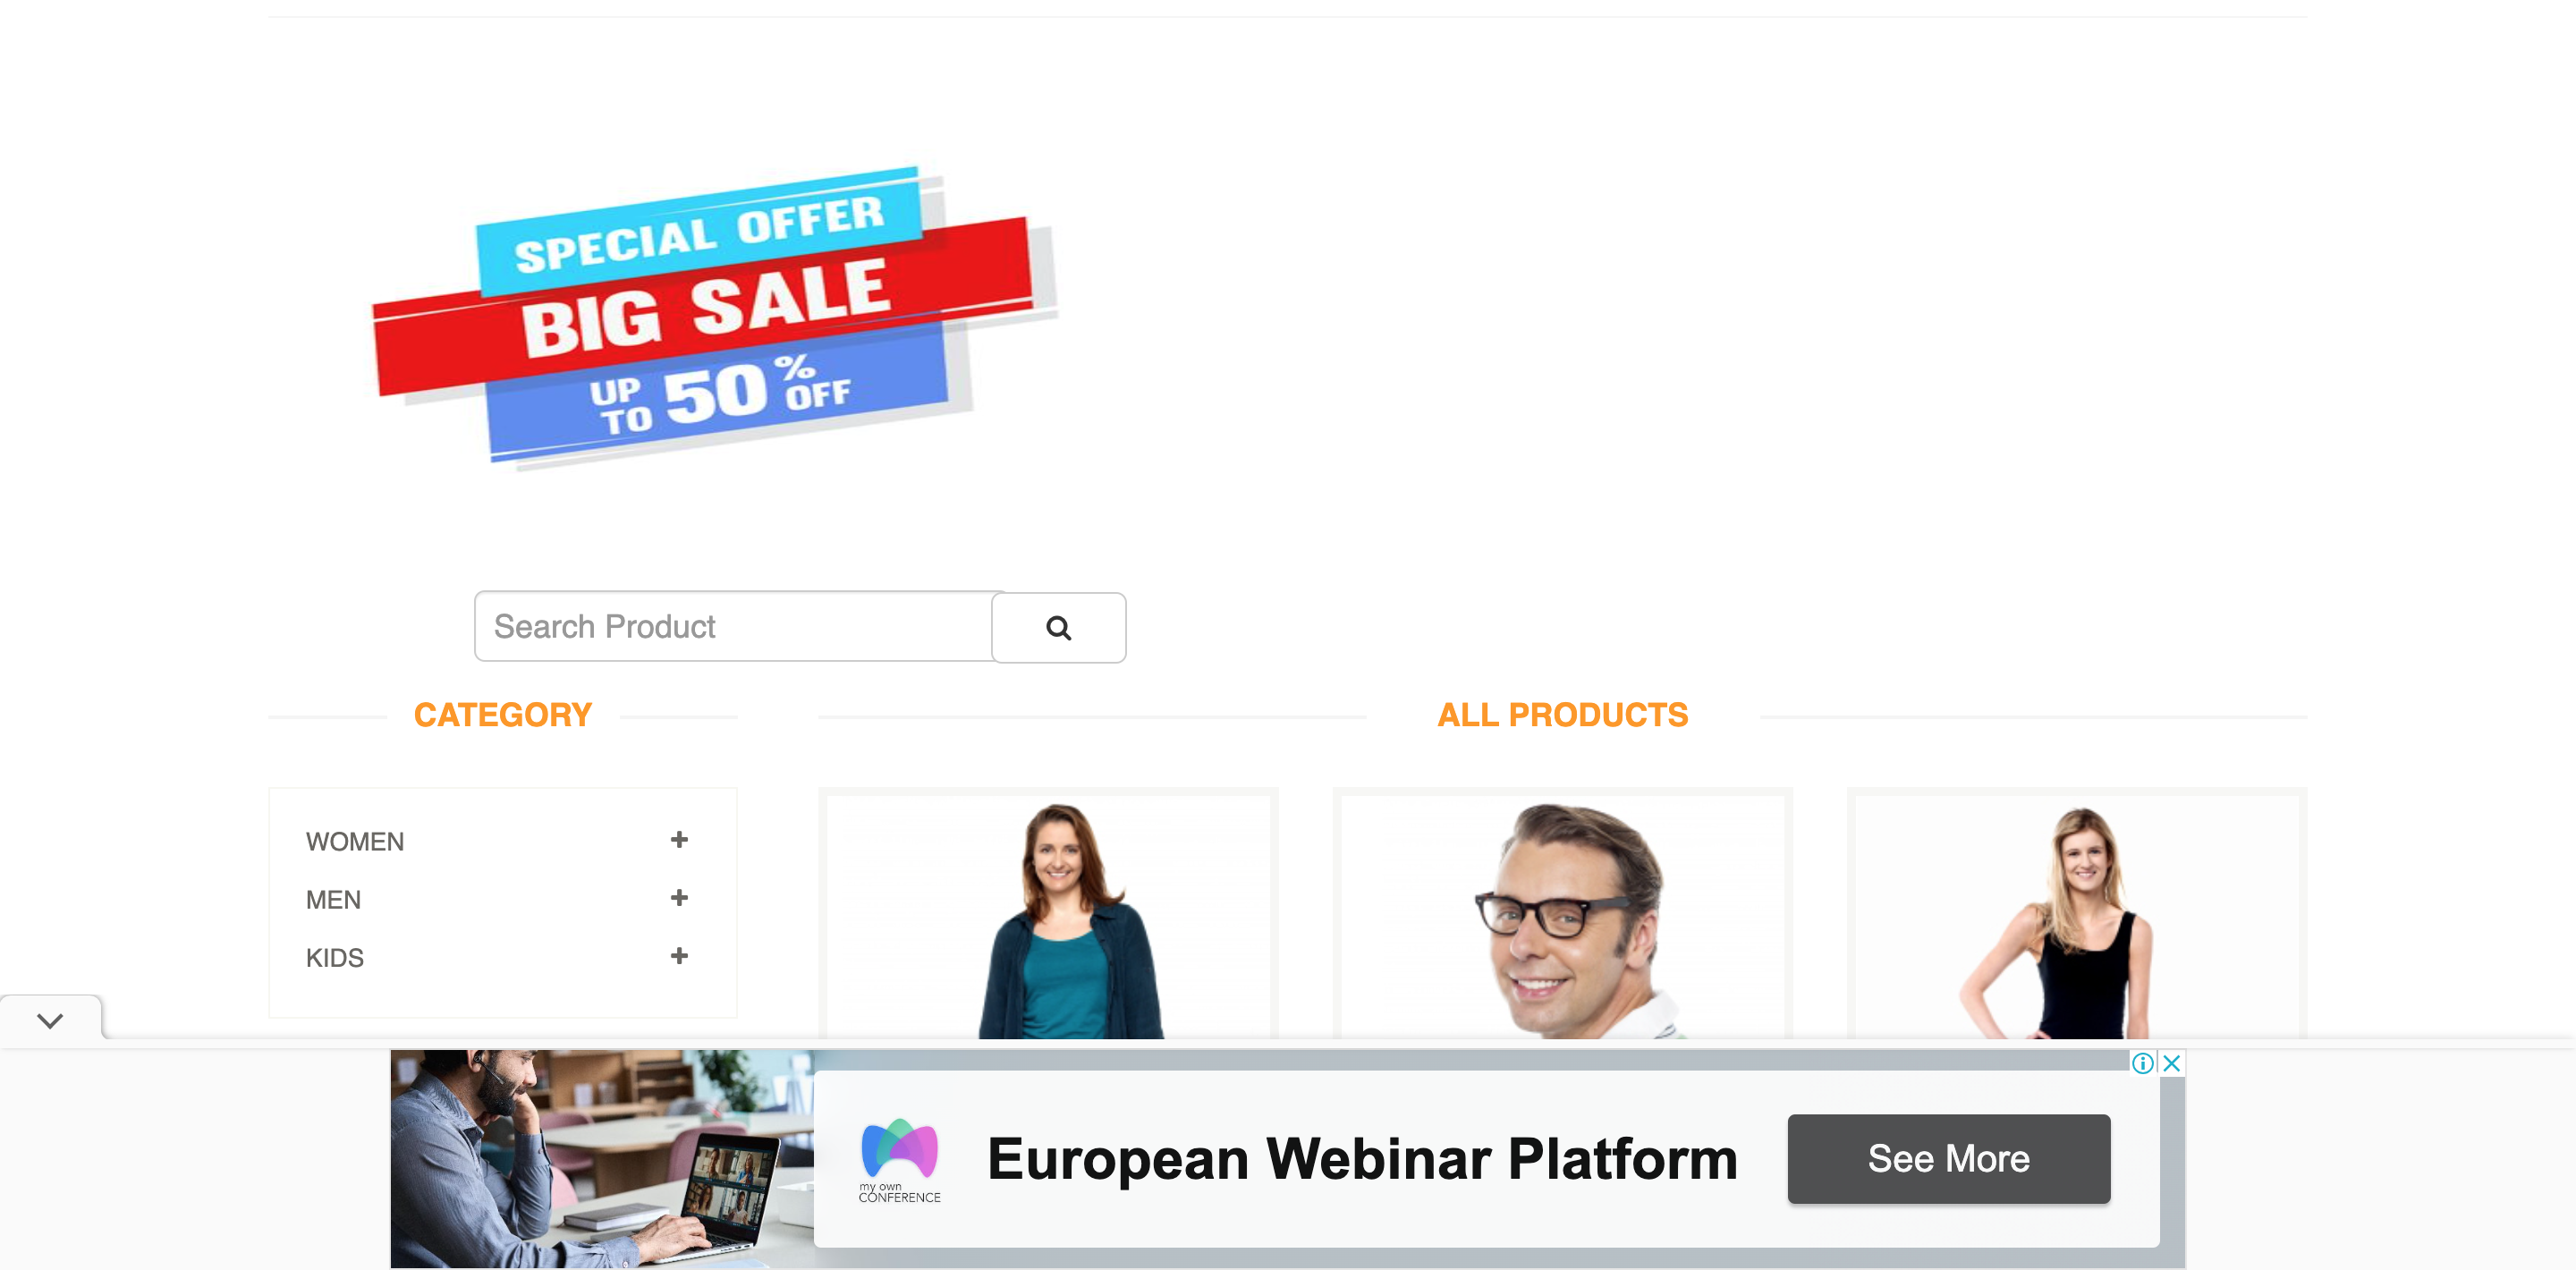 SPECIAL OFFER
BIG SALE
UP TO 50 % OFF
Search Product
CATEGORY
ALL PRODUCTS
WOMEN
MEN
KIDS
my own
CONFERENCE
European Webinar Platform
See More